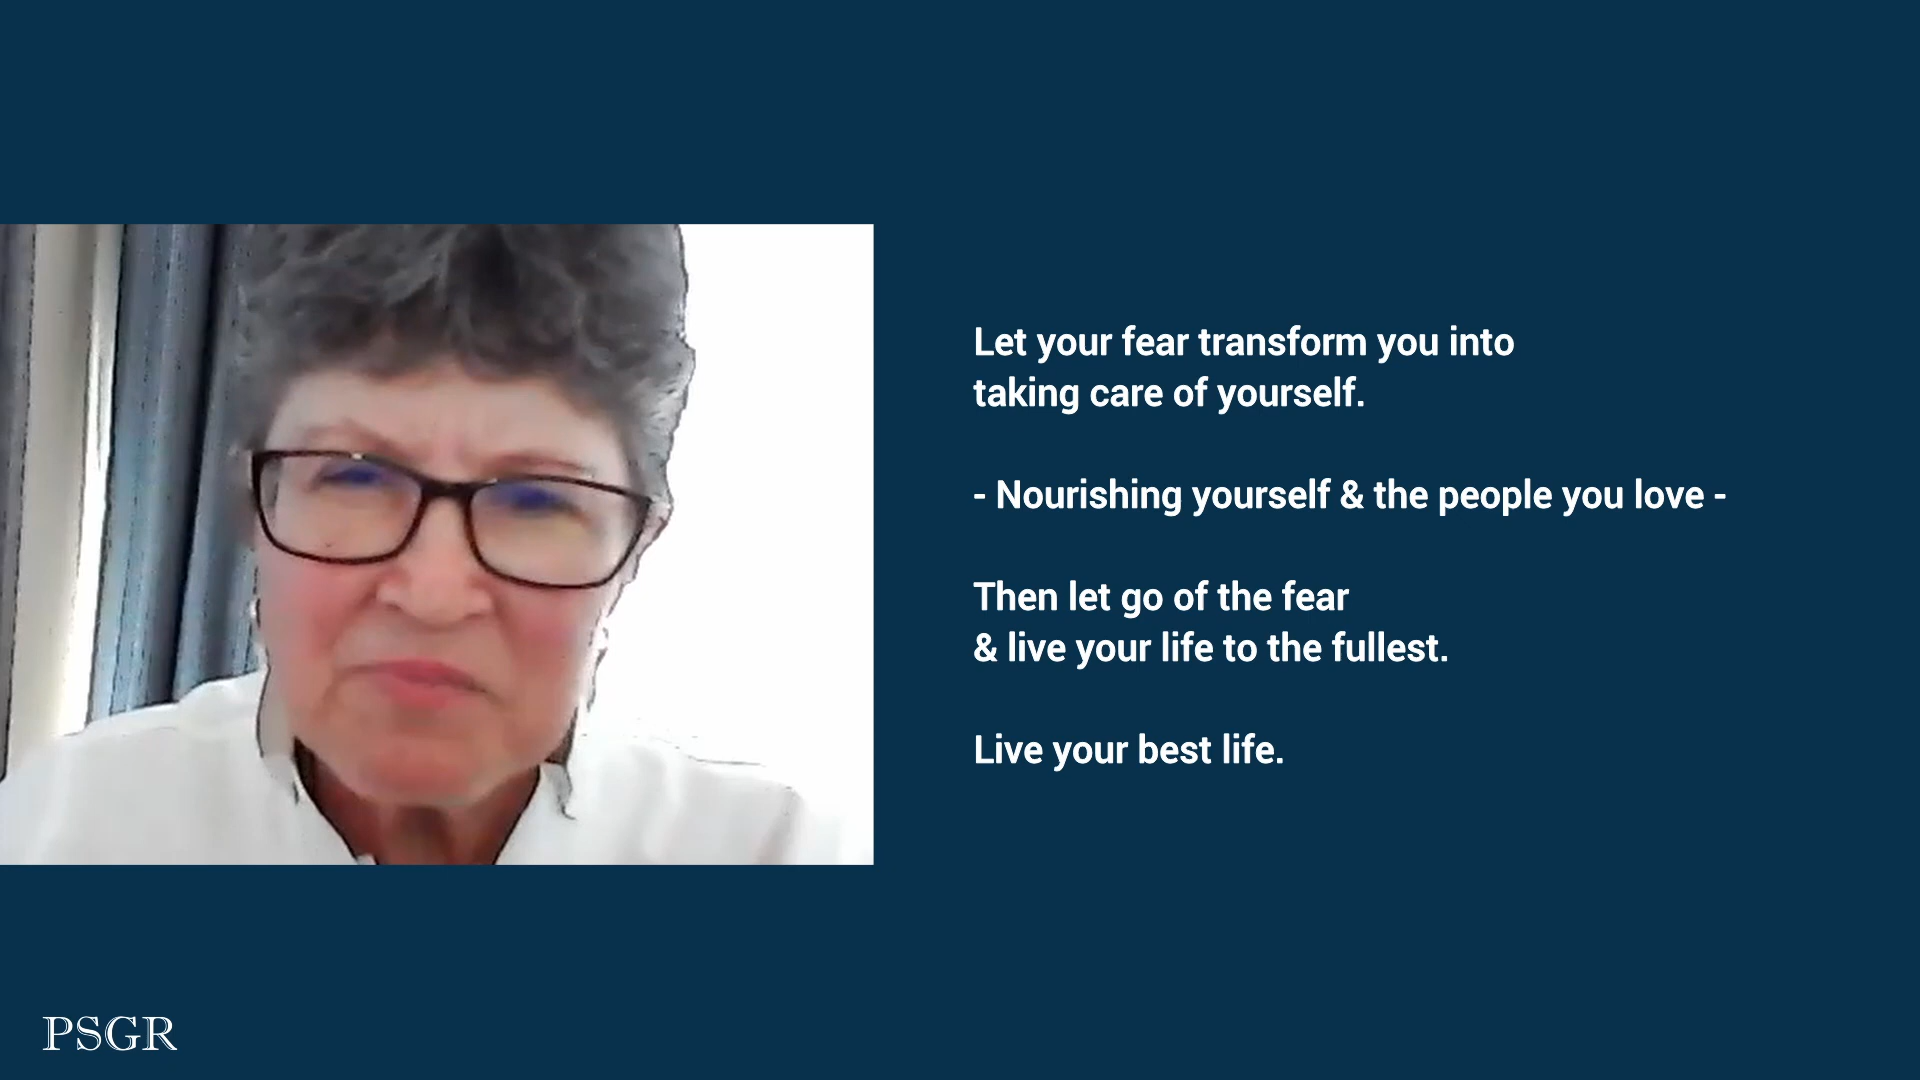 Let your fear transform you into
taking care of yourself.
- Nourishing yourself & the people you love -
Then let go of the fear
& live your life to the fullest.
Live your best life.
PSGR